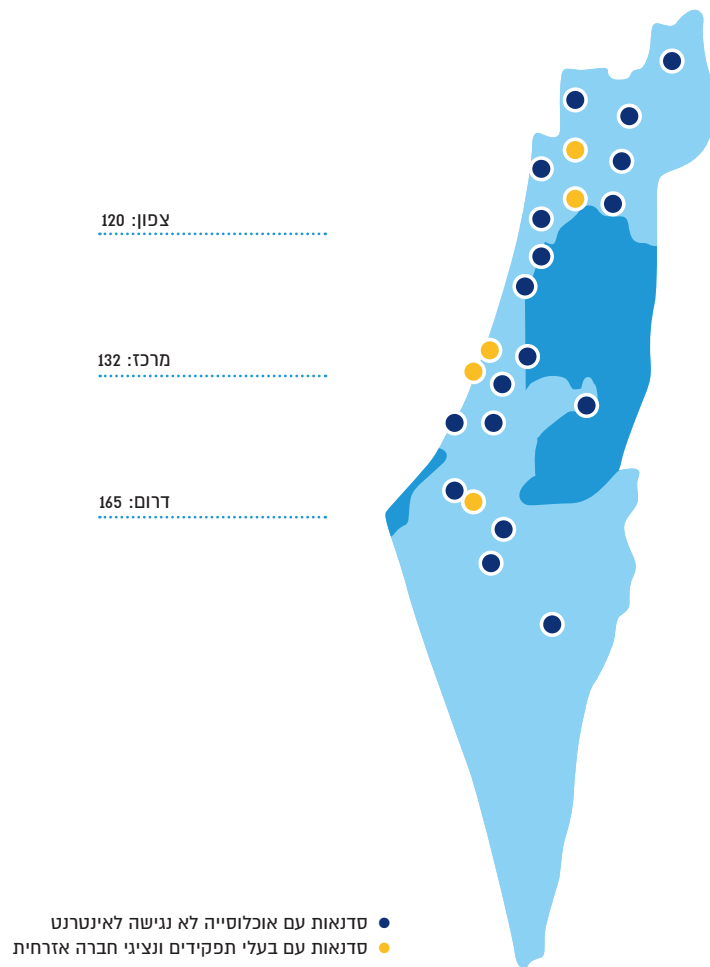 צפון: 120
מרכז: 132
דרום: 165
סדנאות עם אוכלוסייה לא נגישה לאינטרנט
סדנאות עם בעלי תפקידים ונציגי חברה אזרחית